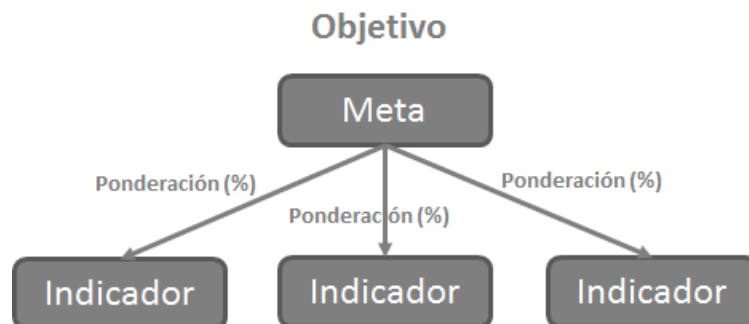 Objetivo
Meta
Ponderación (%)
Ponderación (%)
Ponderación (%)
Indicador
Indicador
Indicador